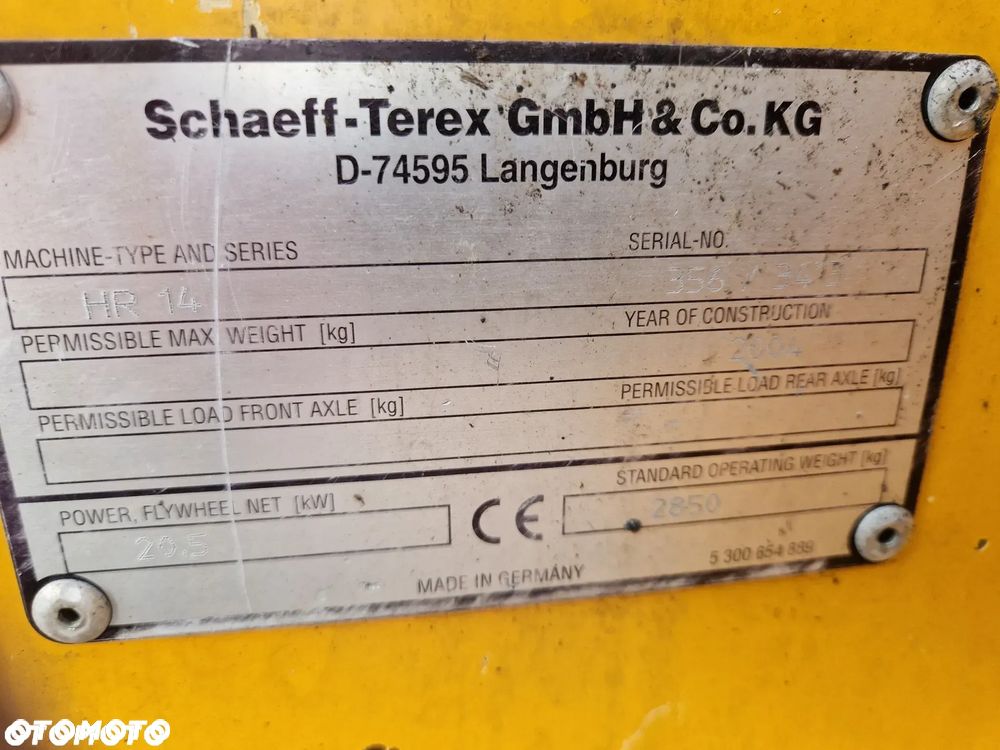 Schaeff-Terex GmbH & Co. KG
D-74595 Langenburg
MACHINE-TYPE AND SERIES SERIAL-NO.
HR 14 356 /
PERMISSIBLE MAX. WEIGHT [kg] YEAR OF CONSTRUCTION
2004
PERMISSIBLE LOAD FRONT AXLE [kg] PERMISSIBLE LOAD REAR AXLE [kg]
POWER, FLYWHEEL NET [kW] CE STANDARD OPERATING WEIGHT [kg]
20.5 2850
MADE IN GERMANY 5 300 654 889
OTOMOTO